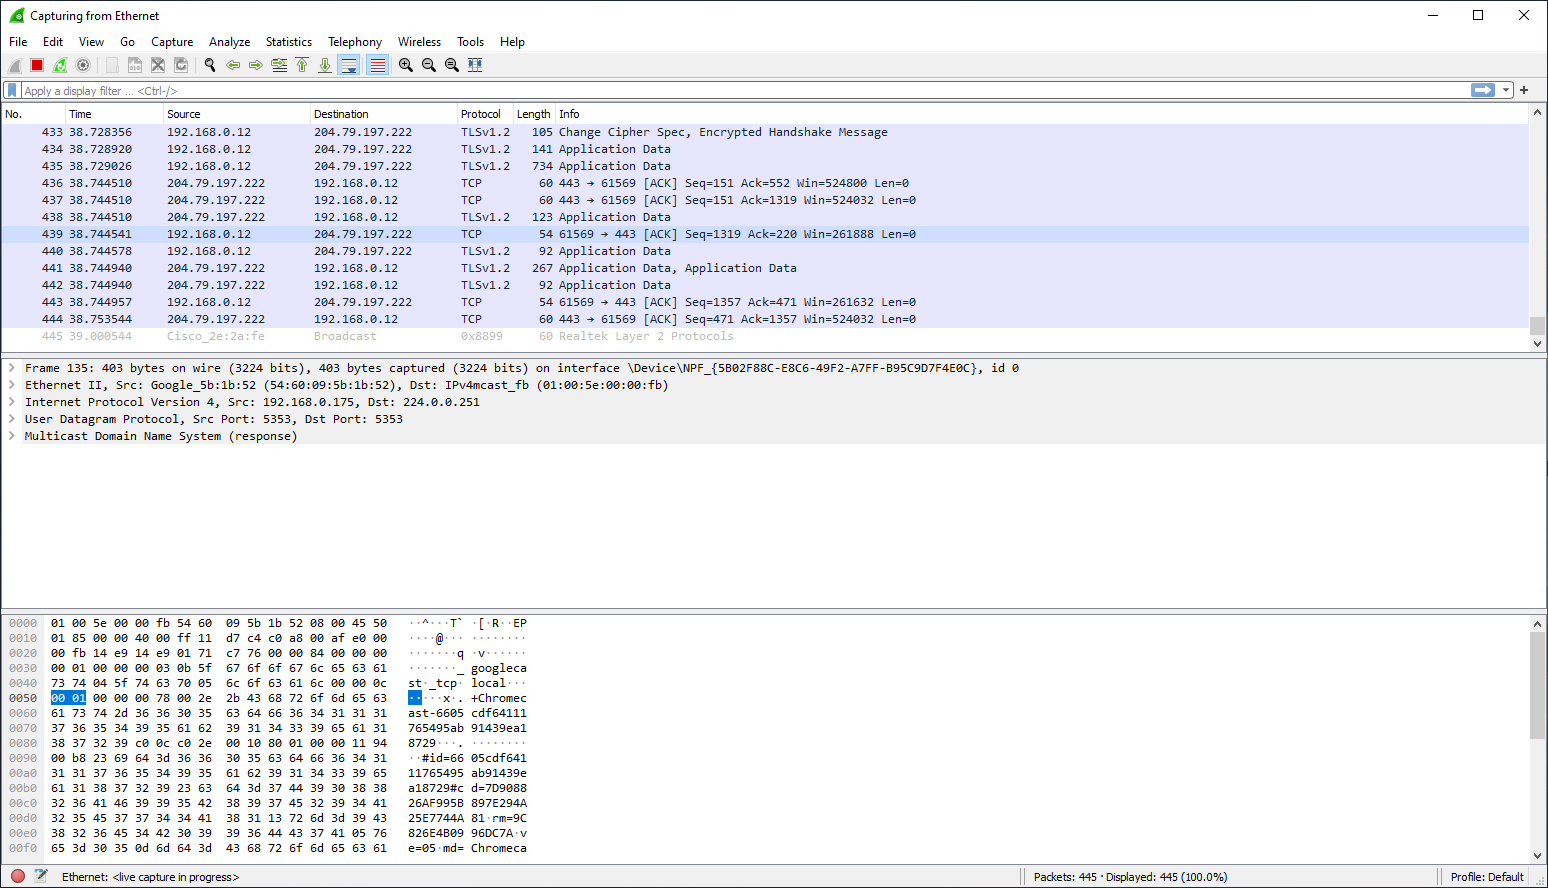 Capturing from Ethernet
File Edit View Go Capture Analyze Statistics Telephony Wireless Tools Help
Apply a display filter ... <Ctrl-/>
No. Time Source Destination Protocol Length Info
433 38.728356 192.168.0.12 204.79.197.222 TLSv1.2 105 Change Cipher Spec, Encrypted Handshake Message
434 38.728920 192.168.0.12 204.79.197.222 TLSv1.2 141 Application Data
435 38.729026 192.168.0.12 204.79.197.222 TLSv1.2 734 Application Data
436 38.744510 204.79.197.222 192.168.0.12 TCP 60 443 → 61569 [ACK] Seq=151 Ack=552 Win=524800 Len=0
437 38.744510 204.79.197.222 192.168.0.12 TCP 60 443 → 61569 [ACK] Seq=151 Ack=1319 Win=524032 Len=0
438 38.744510 204.79.197.222 192.168.0.12 TLSv1.2 123 Application Data
439 38.744541 192.168.0.12 204.79.197.222 TCP 54 61569 → 443 [ACK] Seq=1319 Ack=220 Win=261888 Len=0
440 38.744578 192.168.0.12 204.79.197.222 TLSv1.2 92 Application Data
441 38.744940 204.79.197.222 192.168.0.12 TLSv1.2 267 Application Data, Application Data
442 38.744940 204.79.197.222 192.168.0.12 TLSv1.2 92 Application Data
443 38.744957 192.168.0.12 204.79.197.222 TCP 54 61569 → 443 [ACK] Seq=1357 Ack=471 Win=261632 Len=0
444 38.753544 204.79.197.222 192.168.0.12 TCP 60 443 → 61569 [ACK] Seq=471 Ack=1357 Win=524032 Len=0
445 39.000544 Cisco_2e:2a:fe Broadcast 0x8899 60 Realtek Layer 2 Protocols
Frame 135: 403 bytes on wire (3224 bits), 403 bytes captured (3224 bits) on interface \Device\NPF_{5B02F88C-E8C6-49F2-A7FF-B95C9D7F4E0C}, id 0
Ethernet II, Src: Google_5b:1b:52 (54:60:09:5b:1b:52), Dst: IPv4mcast_fb (01:00:5e:00:00:fb)
Internet Protocol Version 4, Src: 192.168.0.175, Dst: 224.0.0.251
User Datagram Protocol, Src Port: 5353, Dst Port: 5353
Multicast Domain Name System (response)
0000 01 00 5e 00 00 fb 54 60 09 5b 1b 52 08 00 45 50 ··^···T` ·[·R··EP
0010 01 85 00 00 40 00 ff 11 d7 c4 c0 a8 00 af e0 00 ····@··· ········
0020 00 fb 14 e9 14 e9 01 71 c7 76 00 00 84 00 00 00 ·······q ·v······
0030 00 01 00 00 00 03 0b 5f 67 6f 6f 67 6c 65 63 61 ·······_ googleca
0040 73 74 04 5f 74 63 70 05 6c 6f 63 61 6c 00 00 0c st·_tcp· local···
0050 00 01 00 00 00 78 00 2e 2b 43 68 72 6f 6d 65 63 ·····x·. +Chromec
0060 61 73 74 2d 36 36 30 35 63 64 66 36 34 31 31 31 ast-6605 cdf64111
0070 37 36 35 34 39 35 61 62 39 31 34 33 39 65 61 31 765495ab 91439ea1
0080 38 37 32 39 c0 0c c0 2e 00 10 80 01 00 00 11 94 8729···. ········
0090 00 b8 23 69 64 3d 36 36 30 35 63 64 66 36 34 31 ··#id=66 05cdf641
00a0 31 31 37 36 35 34 39 35 61 62 39 31 34 33 39 65 11765495 ab91439e
00b0 61 31 38 37 32 39 23 63 64 3d 37 44 39 30 38 38 a18729#c d=7D9088
00c0 32 36 41 46 39 39 35 42 38 39 37 45 32 39 34 41 26AF995B 897E294A
00d0 32 35 45 37 37 34 34 41 38 31 13 72 6d 3d 39 43 25E7744A 81·rm=9C
00e0 38 32 36 45 34 42 30 39 39 36 44 43 37 41 05 76 826E4B09 96DC7A·v
00f0 65 3d 30 35 0d 6d 64 3d 43 68 72 6f 6d 65 63 61 e=05·md= Chromeca
Ethernet: <live capture in progress> Packets: 445 · Displayed: 445 (100.0%) Profile: Default